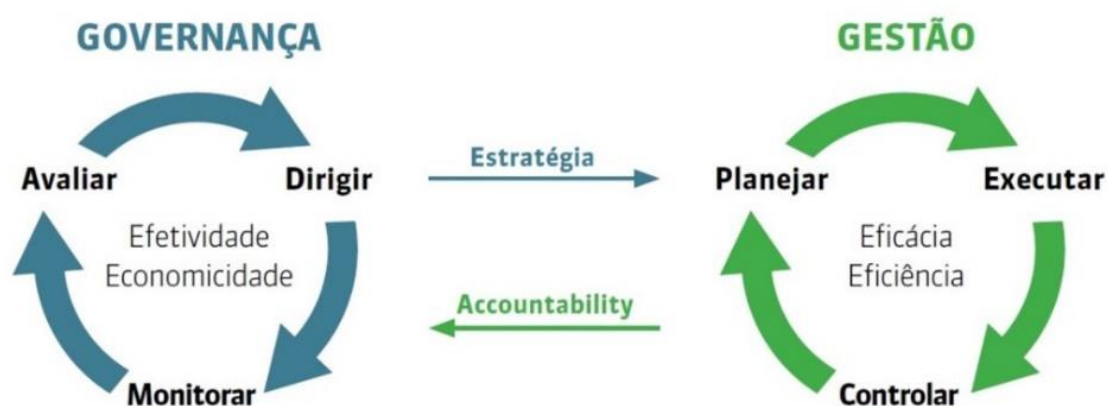 GOVERNANÇA
Avaliar
Dirigir
Efetividade
Economicidade
Monitorar
Estratégia
Accountability
GESTÃO
Planejar
Executar
Eficácia
Eficiência
Controlar